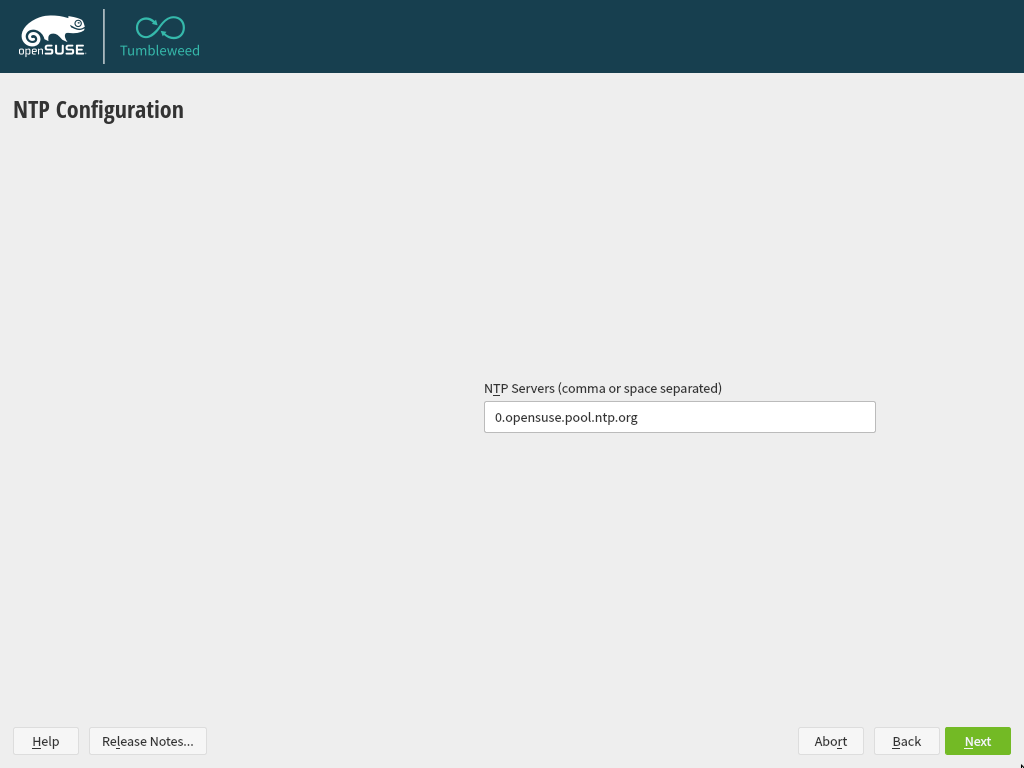 openSUSE.
Tumbleweed
NTP Configuration
NTP Servers (comma or space separated)
0.opensuse.pool.ntp.org
Help
Release Notes...
Abort
Back
Next